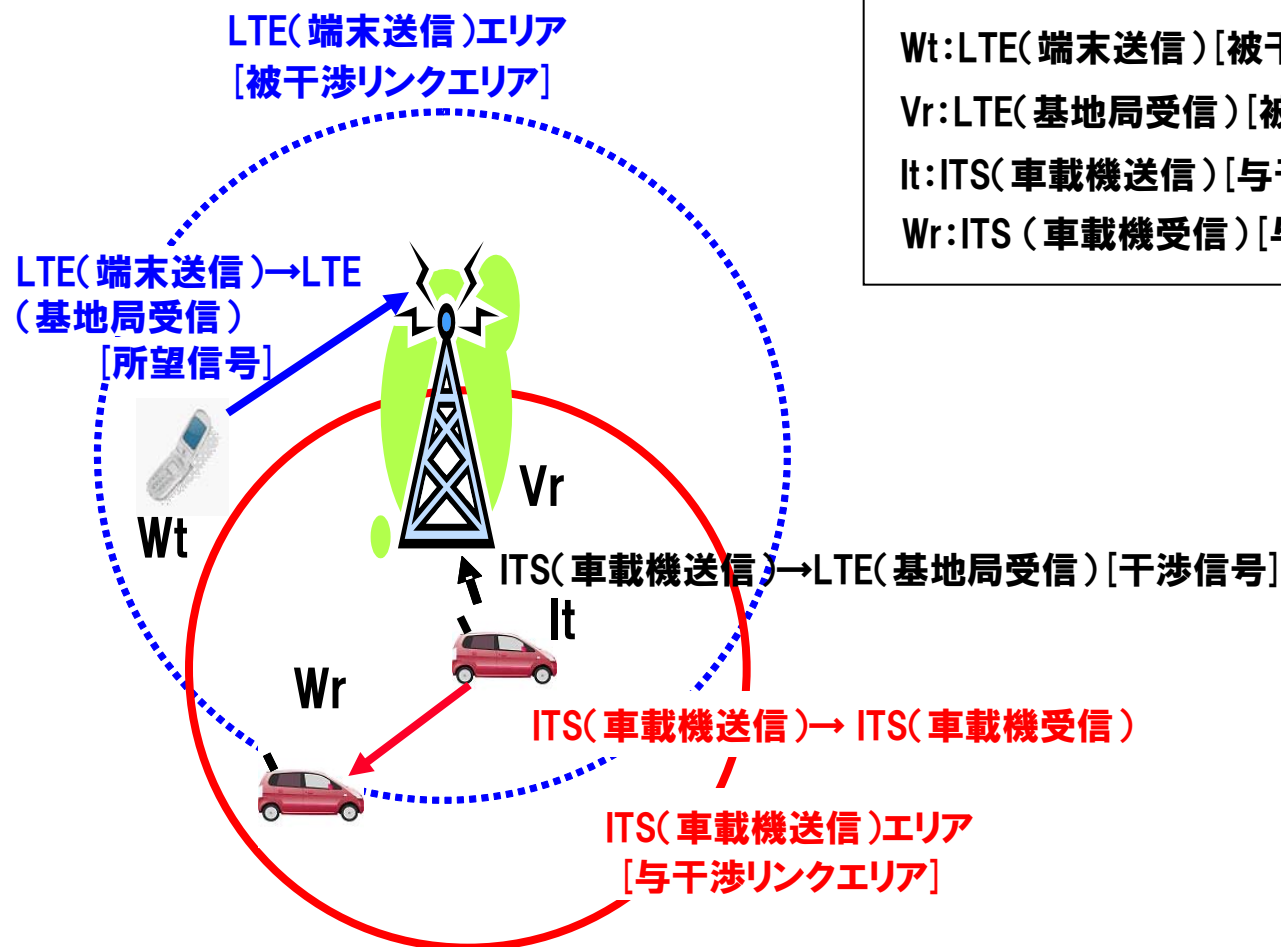 LTE(端末送信)エリア
[被干渉リンクエリア]
Wt:LTE(端末送信)[被
Vr:LTE(基地局受信)[被
It:ITS(車載機送信)[与
Wr:ITS (車載機受信)[
LTE(端末送信)→LTE
(基地局受信)
[所望信号]
Vr
Wt
ITS(車載機送信)→LTE(基地局受信)[干渉信号]
It
Wr
ITS(車載機送信)→ ITS(車載機受信)
ITS(車載機送信)エリア
[与干渉リンクエリア]